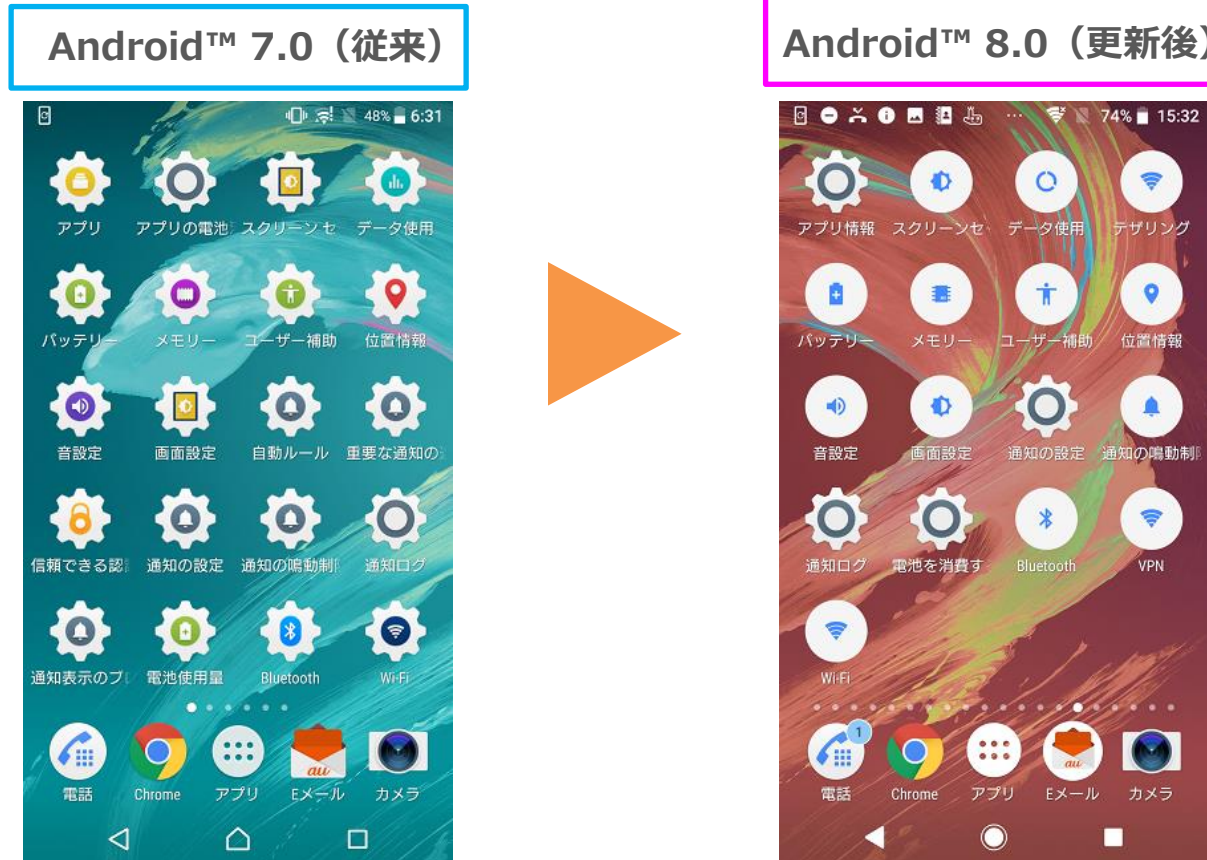 Android™ 7.0（従来）
48% 6:31
アプリ アプリの電池 スクリーンセ データ使用
バッテリー メモリー ユーザー補助 位置情報
音設定 画面設定 自動ルール 重要な通知の
信頼できる認 通知の設定 通知の鳴動制 通知ログ
通知表示のブ 電池使用量 Bluetooth Wi-Fi
au
電話 Chrome アプリ Eメール カメラ
Android™ 8.0（更新後）
74% 15:32
アプリ情報 スクリーンセ データ使用 テザリング
バッテリー メモリー ユーザー補助 位置情報
音設定 画面設定 通知の設定 通知の鳴動制
通知ログ 電池を消費す Bluetooth VPN
Wi-Fi
1
au
電話 Chrome アプリ Eメール カメラ